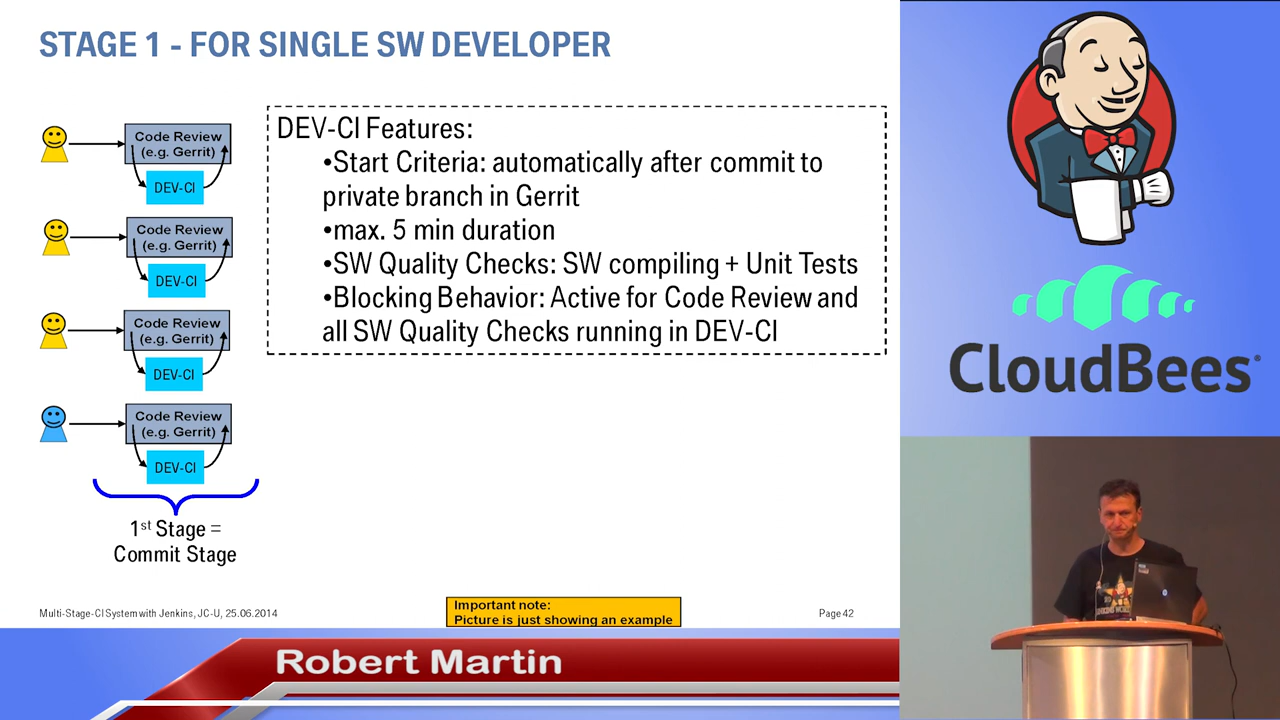 STAGE 1 - FOR SINGLE SW DEVELOPER
Code Review
(e.g. Gerrit)
DEV-CI
Code Review
(e.g. Gerrit)
DEV-CI
Code Review
(e.g. Gerrit)
DEV-CI
Code Review
(e.g. Gerrit)
DEV-CI
1st Stage =
Commit Stage
DEV-CI Features:
•Start Criteria: automatically after commit to
private branch in Gerrit
•max. 5 min duration
•SW Quality Checks: SW compiling + Unit Tests
•Blocking Behavior: Active for Code Review and
all SW Quality Checks running in DEV-CI
Multi-Stage-CI System with Jenkins, JC-U, 25.06.2014
Important note:
Picture is just showing an example
Page 42
CloudBees
Robert Martin